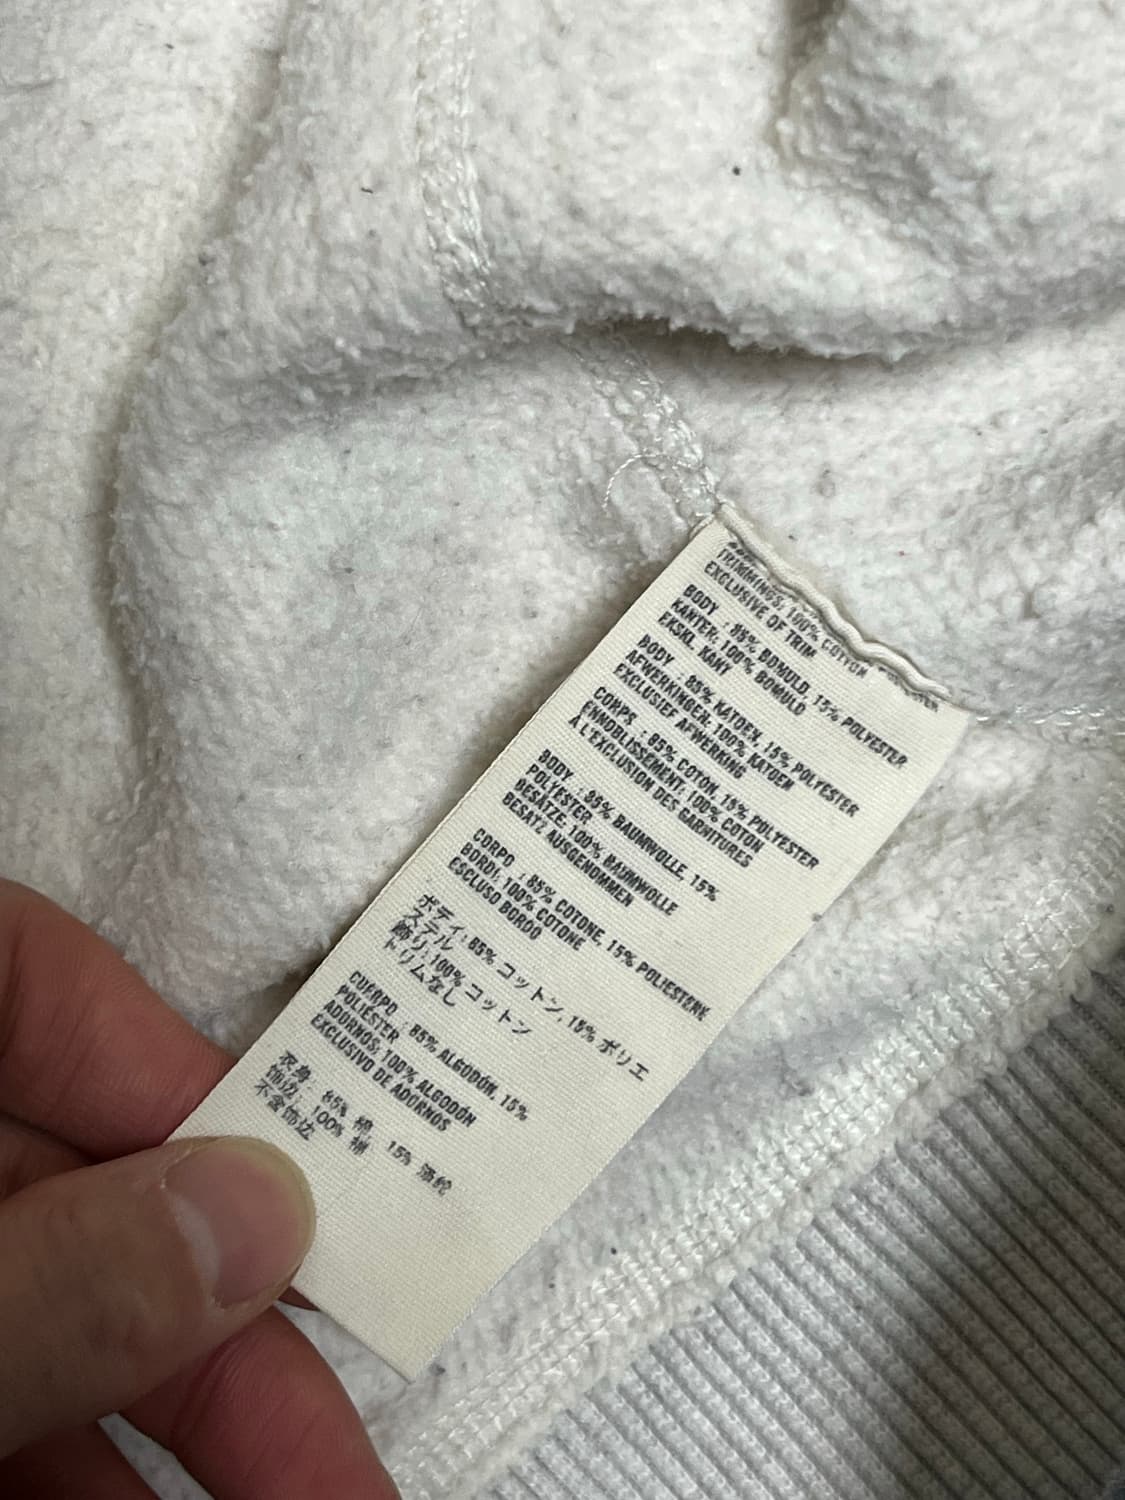 TRIMMINGS: 100% COTTON
EXCLUSIVE OF TRIM
BODY : 85% BOMULD, 15% POLYESTER
KANTER: 100% BOMULD
EKSKL. KANT
BODY : 85% KATOEN, 15% POLYESTER
AFWERKINGEN: 100% KATOEN
EXCLUSIEF AFWERKING
CORPS : 85% COTON, 15% POLYESTER
ENNOBLISSEMENT: 100% COTON
À L'EXCLUSION DES GARNITURES
BODY : 85% BAUMWOLLE, 15%
POLYESTER
BESÄTZE: 100% BAUMWOLLE
BESATZ AUSGENOMMEN
CORPO : 85% COTONE, 15% POLIESTERE
BORDI: 100% COTONE
ESCLUSO BORDO
ボディ: 85% コットン, 15% ポリエ
ステル
飾り: 100% コットン
トリムなし
CUERPO : 85% ALGODÓN, 15%
POLIÉSTER
ADORNOS: 100% ALGODÓN
EXCLUSIVO DE ADORNOS
衣身: 85% 棉, 15%
饰边: 100% 棉
不含饰边